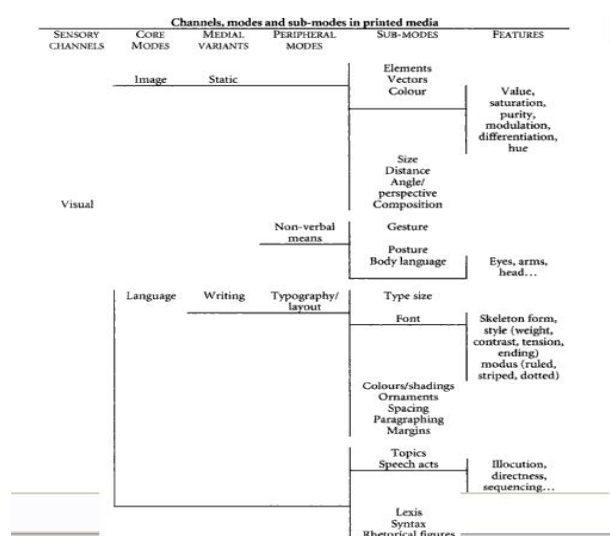 Channels, modes and sub-modes in printed media
SENSORY CORE MEDIAL PERIPHERAL SUB-MODES FEATURES
CHANNELS MODES VARIANTS MODES
Elements
Image Static Vectors
Colour Value,
saturation,
purity,
modulation,
differentiation,
hue
Size
Distance
Angle/
perspective
Visual Composition
Non-verbal Gesture
means
Posture
Body language Eyes, arms,
head...
Language Writing Typography/ Type size
layout
Font Skeleton form,
style (weight,
contrast, tension,
ending)
modus (ruled,
striped, dotted)
Colours/shadings
Ornaments
Spacing
Paragraphing
Margins
Topics
Speech acts Illocution,
directness,
sequencing...
Lexis
Syntax
Rhetorical figures